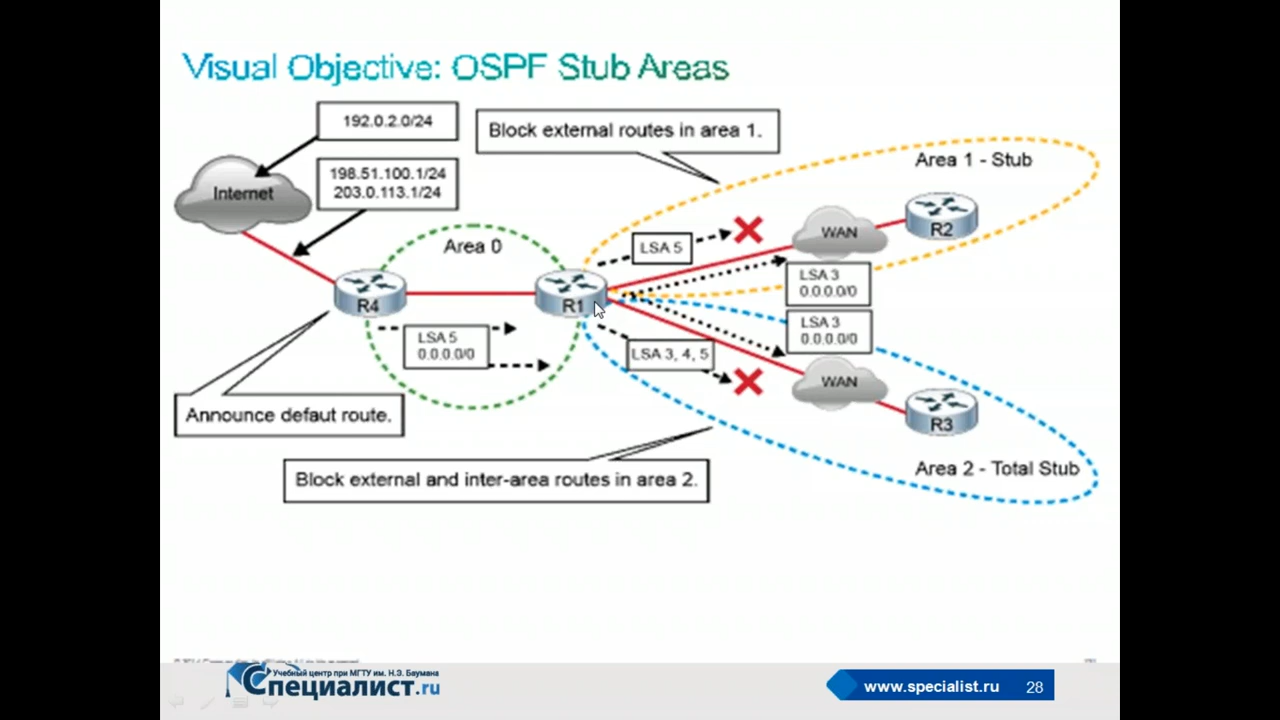 Visual Objective: OSPF Stub Areas
192.0.2.0/24
Block external routes in area 1.
Area 1 - Stub
198.51.100.1/24
203.0.113.1/24
Internet
R2
WAN
Area 0
LSA 5
LSA 3
0.0.0.0/0
R4
R1
LSA 3
0.0.0.0/0
LSA 5
0.0.0.0/0
LSA 3, 4, 5
WAN
R3
Announce defaut route.
Area 2 - Total Stub
Block external and inter-area routes in area 2.
Учебный центр при МГТУ им. Н.Э. Баумана
Специалист.ru
www.specialist.ru
28